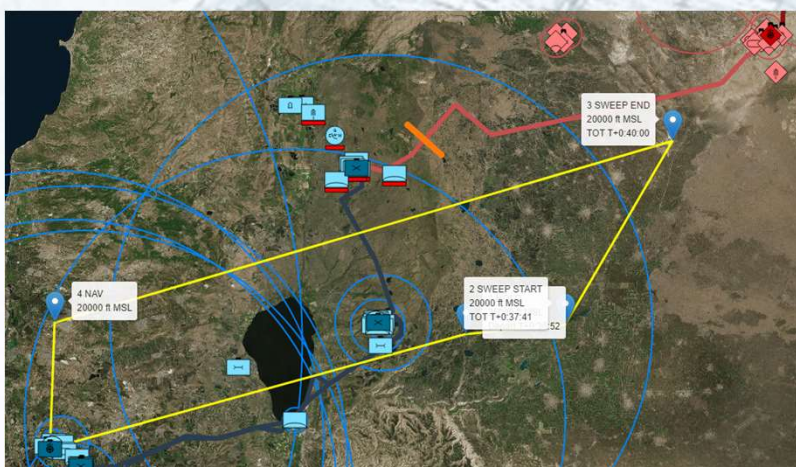 3 SWEEP END
20000 ft MSL
TOT T+0:40:00
4 NAV
20000 ft MSL
2 SWEEP START
20000 ft MSL
TOT T+0:37:41
:52